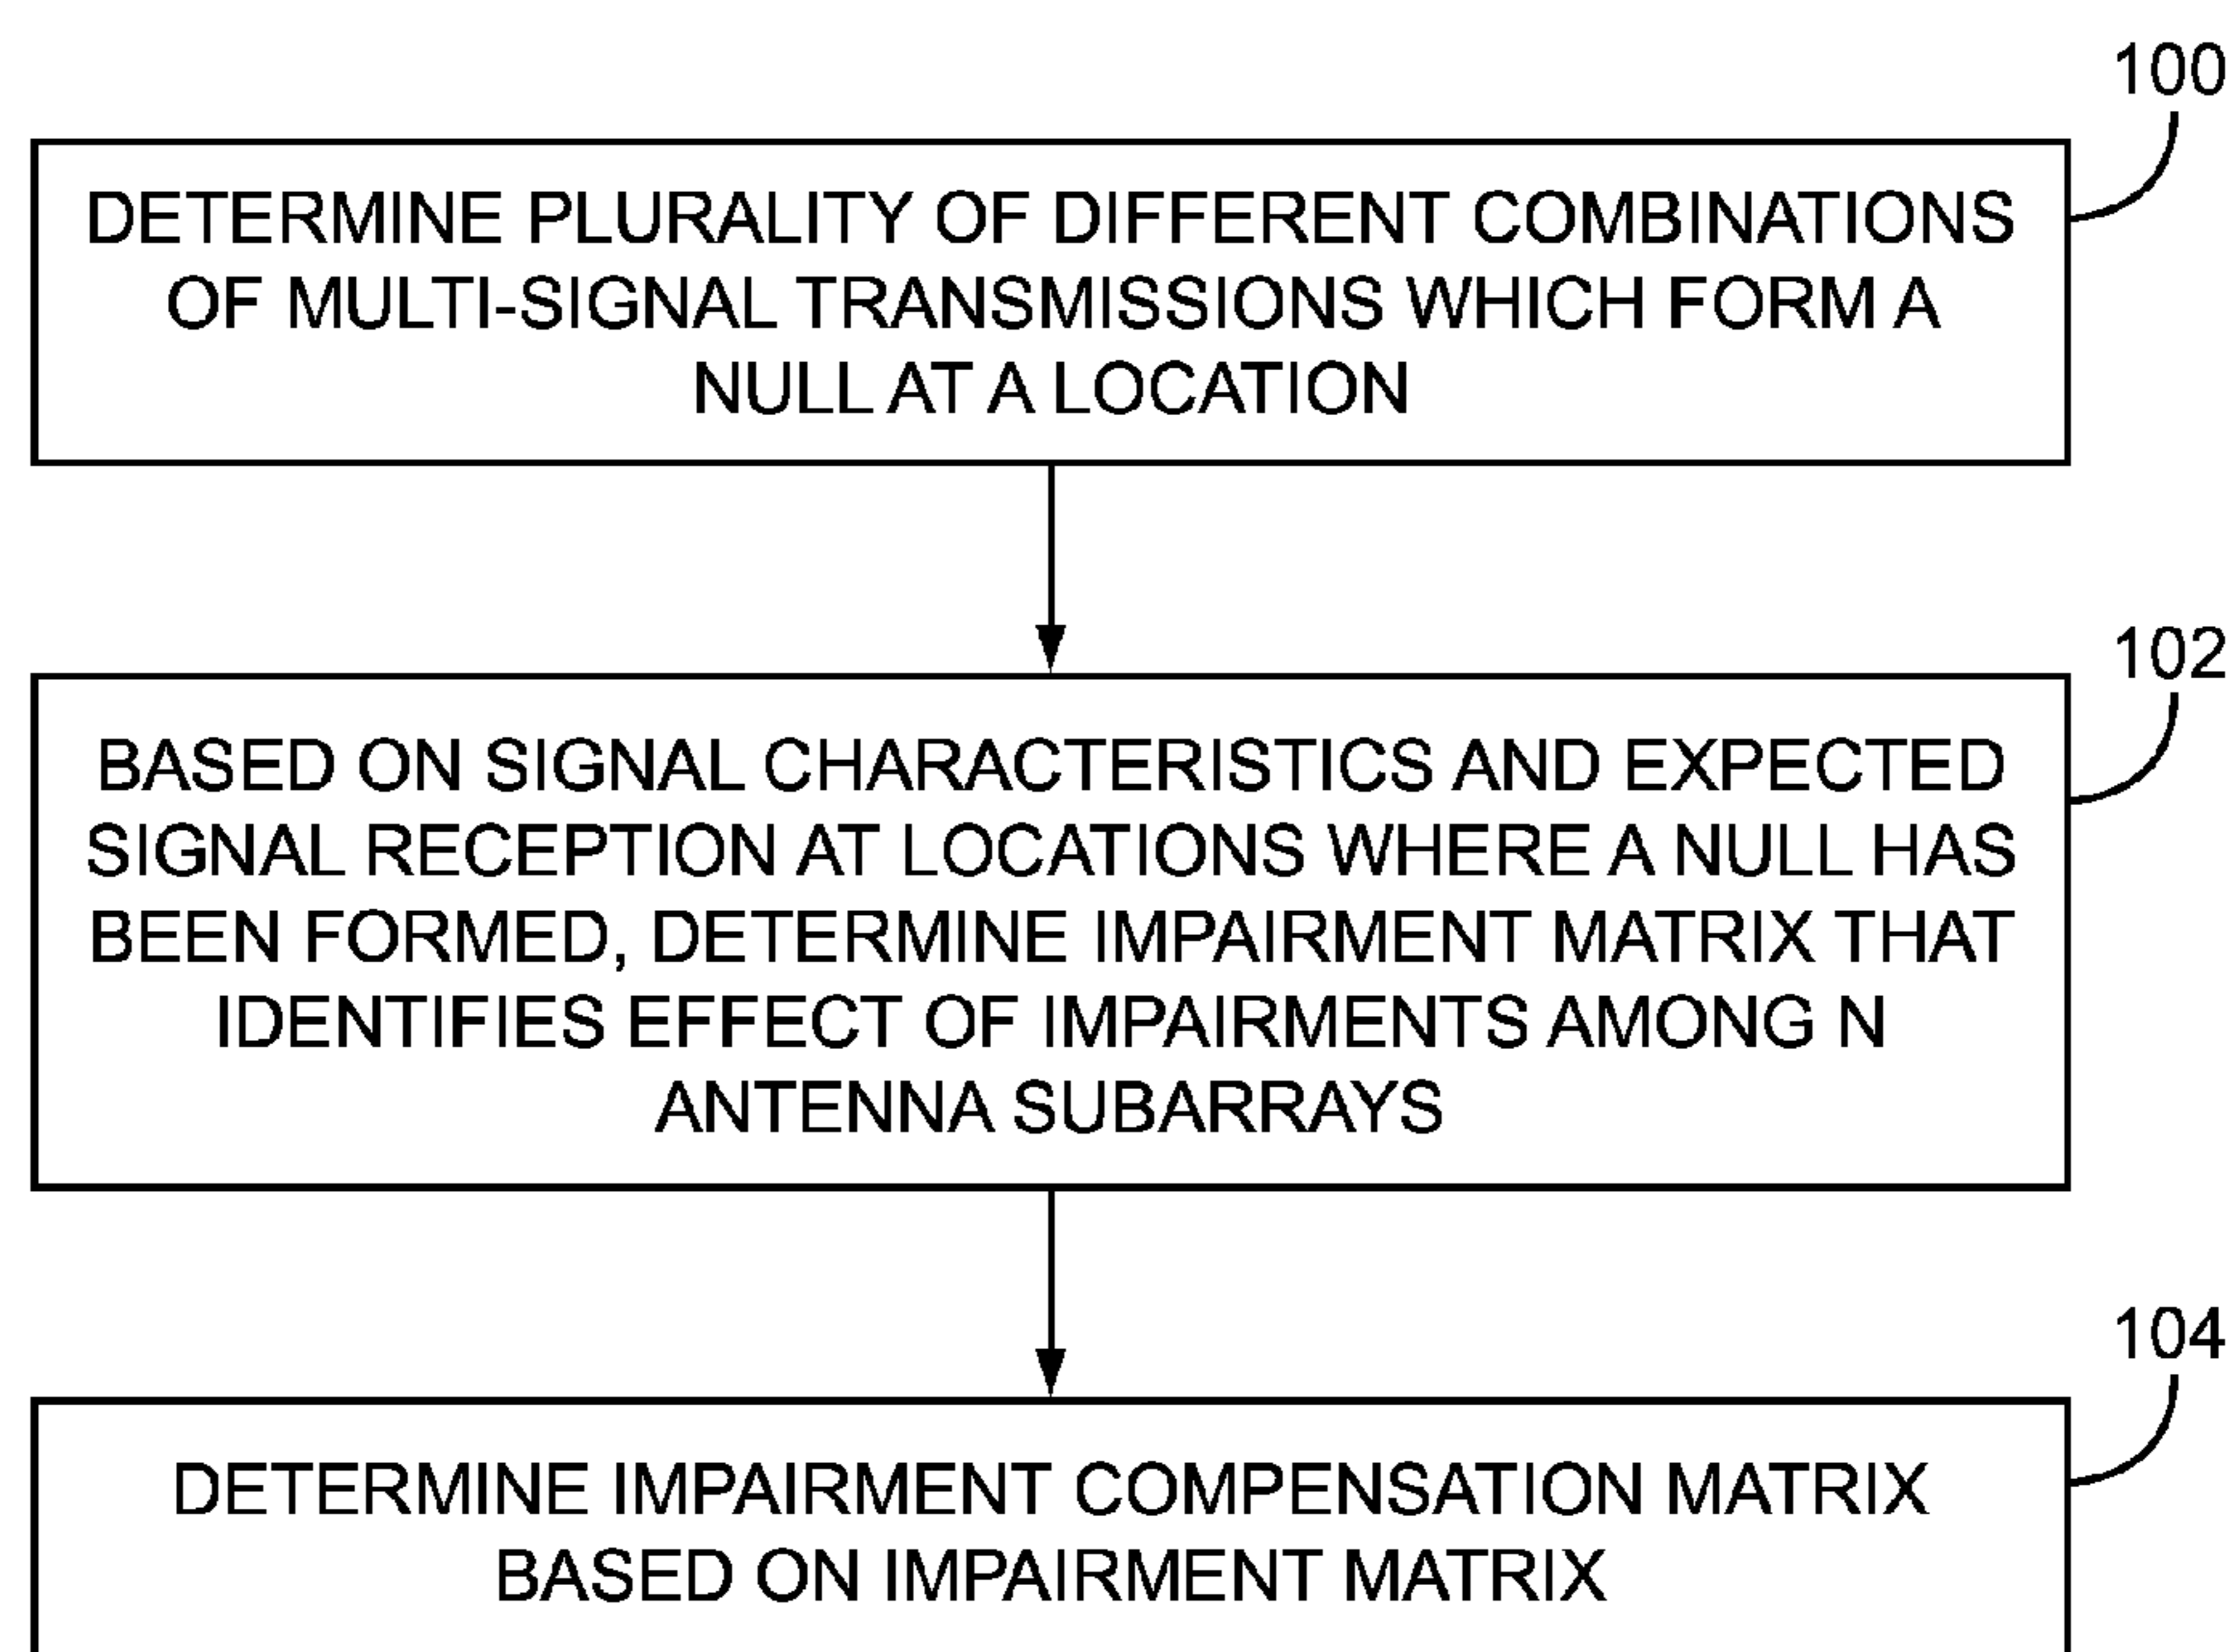 100
DETERMINE PLURALITY OF DIFFERENT COMBINATIONS
OF MULTI-SIGNAL TRANSMISSIONS WHICH FORM A
NULL AT A LOCATION
102
BASED ON SIGNAL CHARACTERISTICS AND EXPECTED
SIGNAL RECEPTION AT LOCATIONS WHERE A NULL HAS
BEEN FORMED, DETERMINE IMPAIRMENT MATRIX THAT
IDENTIFIES EFFECT OF IMPAIRMENTS AMONG N
ANTENNA SUBARRAYS
104
DETERMINE IMPAIRMENT COMPENSATION MATRIX
BASED ON IMPAIRMENT MATRIX